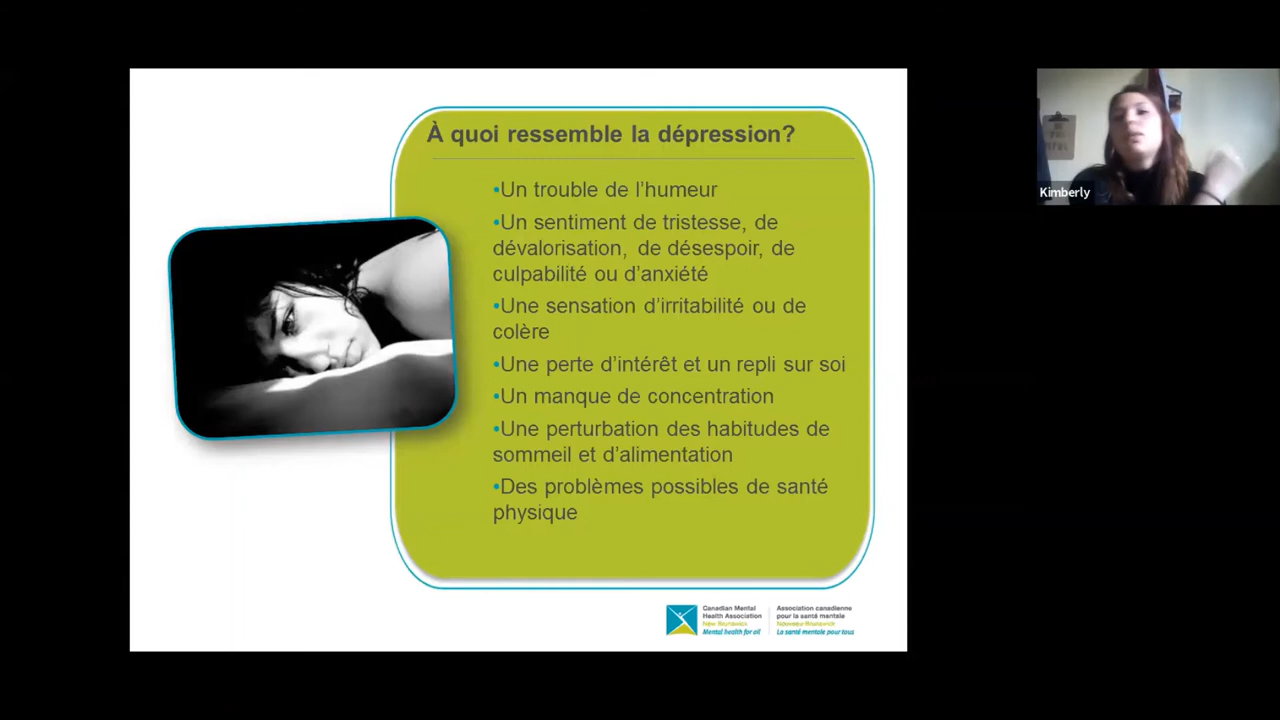 À quoi ressemble la dépression?
•Un trouble de l'humeur
•Un sentiment de tristesse, de
dévalorisation, de désespoir, de
culpabilité ou d'anxiété
•Une sensation d'irritabilité ou de
colère
•Une perte d'intérêt et un repli sur soi
•Un manque de concentration
•Une perturbation des habitudes de
sommeil et d'alimentation
•Des problèmes possibles de santé
physique
Canadian Mental
Health Association
New Brunswick
Mental health for all
Association canadienne
pour la santé mentale
Nouveau-Brunswick
La santé mentale pour tous
Kimberly